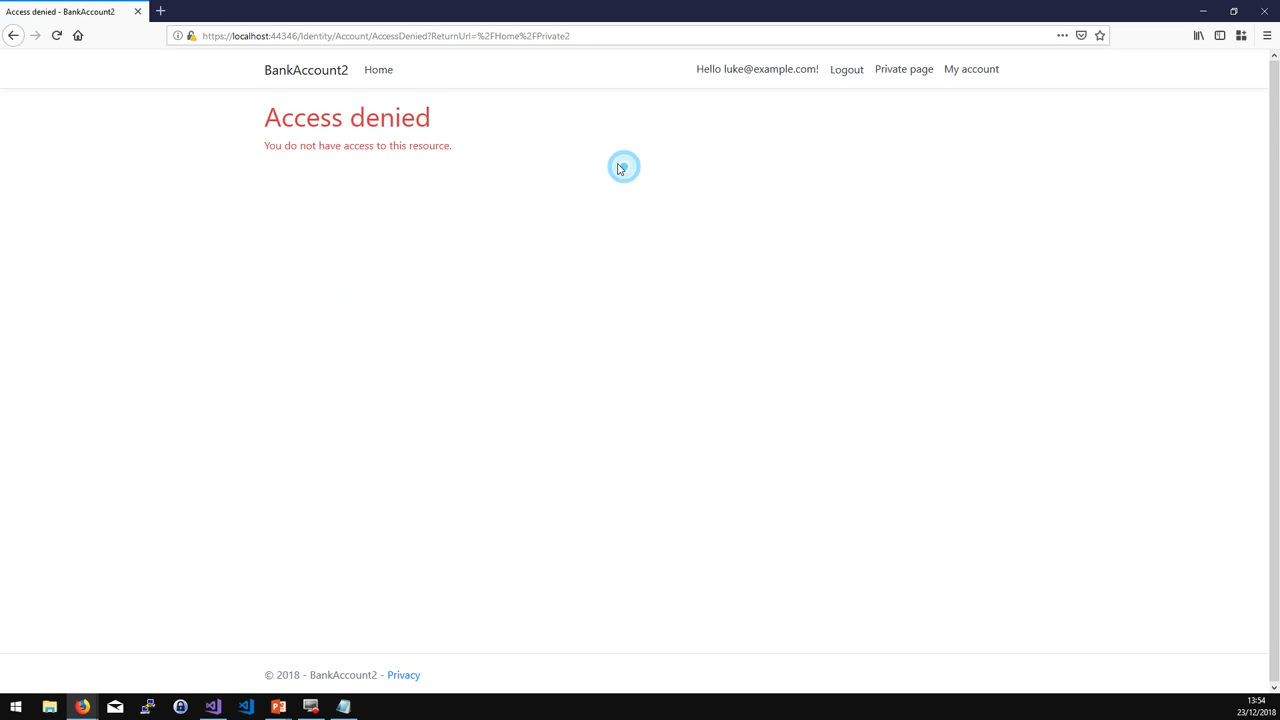 Access denied - BankAccount2
https://localhost:44346/Identity/Account/AccessDenied?ReturnUrl=%2FHome%2FPrivate2
BankAccount2 Home Hello luke@example.com! Logout Private page My account
Access denied
You do not have access to this resource.
© 2018 - BankAccount2 - Privacy
13:54
23/12/2018